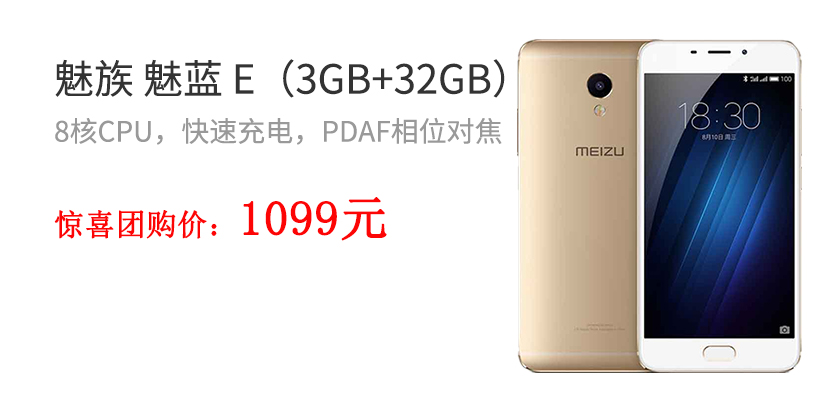 魅族 魅蓝 E（3GB+32GB）
8核CPU，快速充电，PDAF相位对焦
惊喜团购价：1099元
MEIZU
100
18:30
8月10日 周三